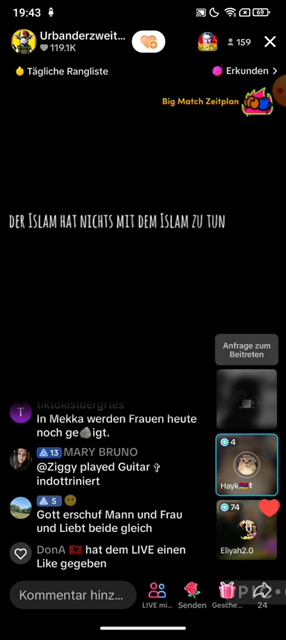 19:43
69
Urbanderzweit...
119.1K
159
Tägliche Rangliste
Erkunden >
Big Match Zeitplan
DER ISLAM HAT NICHTS MIT DEM ISLAM ZU TUN
Anfrage zum
Beitreten
tiktokistderg
In Mekka werden Frauen heute
noch ge🪨igt.
4
Hayk🇦🇲
13 MARY BRUNO
@Ziggy played Guitar ✞
indottriniert
5
74
Gott erschuf Mann und Frau
und Liebt beide gleich
Eliyah2.0
DonA 🇦🇱 hat dem LIVE einen
Like gegeben
Kommentar hinz...
LIVE mi...
Senden
Gesche...
24